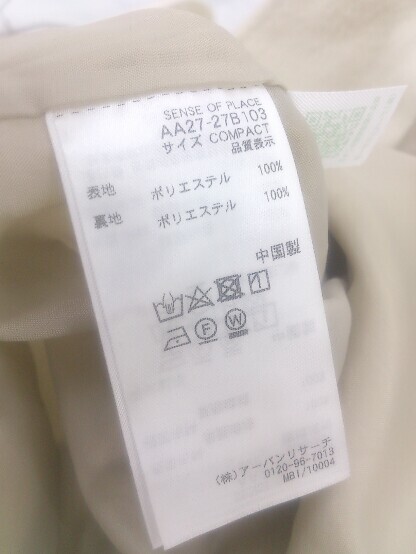 SENSE OF PLACE
AA27-27B103
サイズ COMPACT
品質表示
表地 ポリエステル 100%
裏地 ポリエステル 100%
中国製
F W
(株)アーバンリサーチ
0120-96-7013
MBI/10004